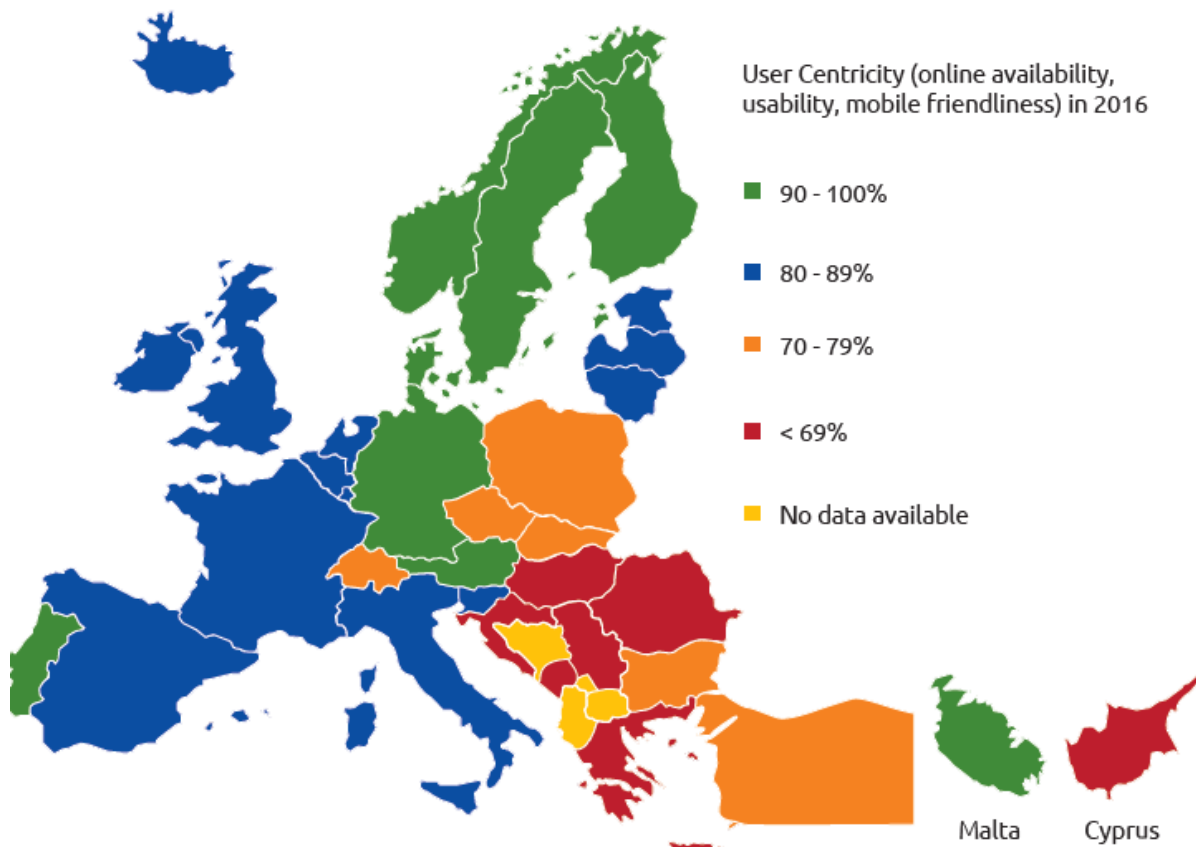 User Centricity (online availability,
usability, mobile friendliness) in 2016
90 - 100%
80 - 89%
70 - 79%
< 69%
No data available
Malta
Cyprus